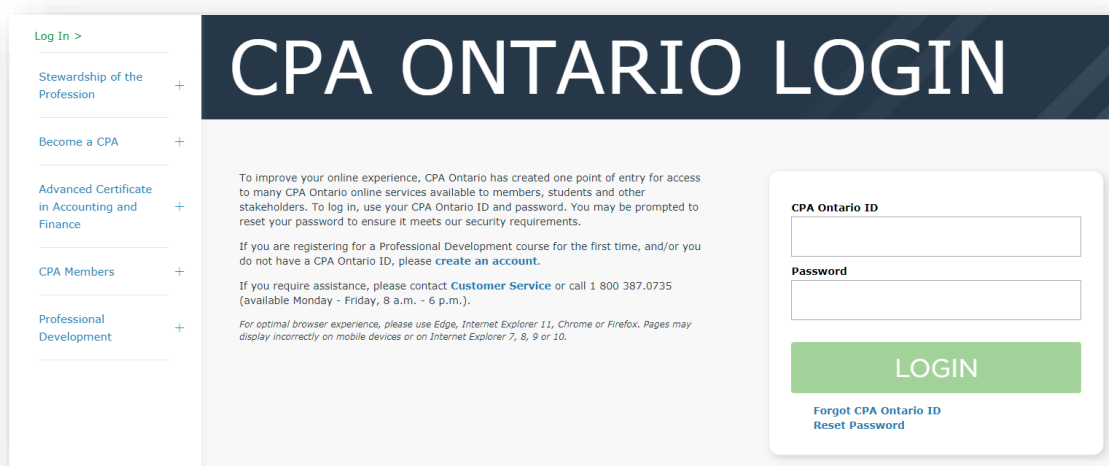 Log In >
Stewardship of the
Profession +
Become a CPA +
Advanced Certificate
in Accounting and
Finance +
CPA Members +
Professional
Development +
CPA ONTARIO LOGIN
To improve your online experience, CPA Ontario has created one point of entry for access
to many CPA Ontario online services available to members, students and other
stakeholders. To log in, use your CPA Ontario ID and password. You may be prompted to
reset your password to ensure it meets our security requirements.
If you are registering for a Professional Development course for the first time, and/or you
do not have a CPA Ontario ID, please create an account.
If you require assistance, please contact Customer Service or call 1 800 387.0735
(available Monday - Friday, 8 a.m. - 6 p.m.).
For optimal browser experience, please use Edge, Internet Explorer 11, Chrome or Firefox. Pages may
display incorrectly on mobile devices or on Internet Explorer 7, 8, 9 or 10.
CPA Ontario ID
Password
LOGIN
Forgot CPA Ontario ID
Reset Password